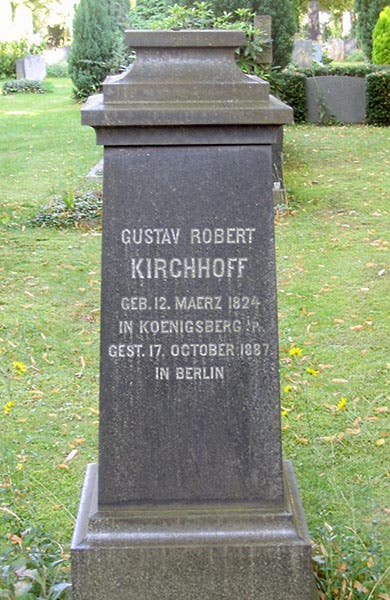 GUSTAV ROBERT
KIRCHHOFF
GEB. 12. MAERZ 1824
IN KOENIGSBERG
GEST. 17. OCTOBER 1887.
IN BERLIN